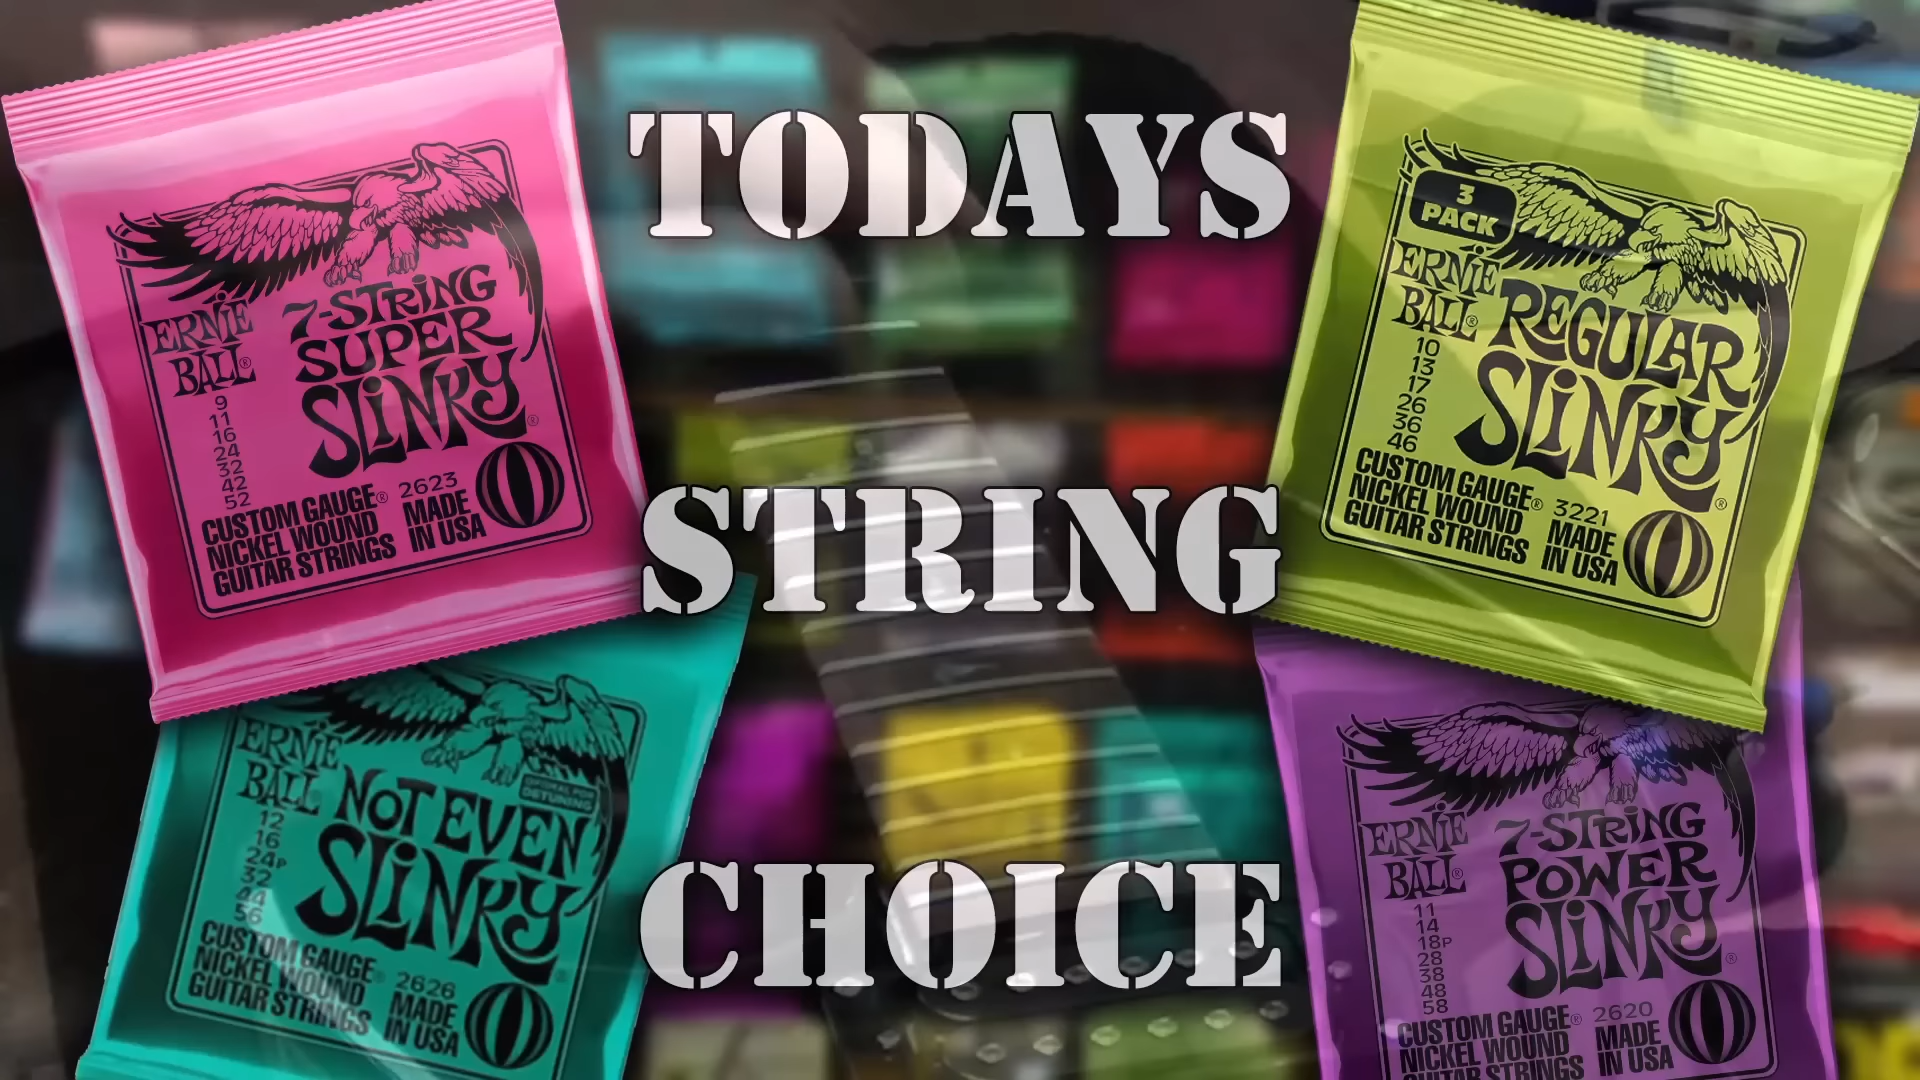 TODAYS
STRING
CHOICE
ERNIE
BALL®
7-STRING
SUPER
SLINKY®
9
11
16
24
32
42
52
CUSTOM GAUGE®
NICKEL WOUND
GUITAR STRINGS
2623
MADE
IN USA
3
PACK
ERNIE
BALL®
REGULAR
SLINKY®
10
13
17
26
36
46
CUSTOM GAUGE®
NICKEL WOUND
GUITAR STRINGS
3221
MADE
IN USA
ERNIE
BALL
NOT EVEN
SLINKY
DETUNING
12
16
24P
32
44
56
CUSTOM GAUGE
NICKEL WOUND
GUITAR STRINGS
2626
MADE
IN USA
ERNIE
BALL®
7-STRING
POWER
SLINKY®
11
14
18P
28
38
48
58
CUSTOM GAUGE®
NICKEL WOUND
GUITAR STRINGS
2620
MADE
IN USA